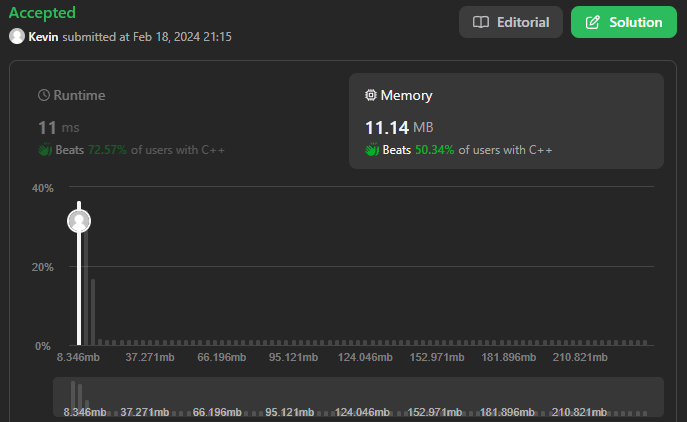 Accepted
Kevin submitted at Feb 18, 2024 21:15
Editorial
Solution
Runtime
11 ms
Beats 72.57% of users with C++
Memory
11.14 MB
Beats 50.34% of users with C++
40%
20%
0%
8.346mb 37.271mb 66.196mb 95.121mb 124.046mb 152.971mb 181.896mb 210.821mb
8.346mb 37.271mb 66.196mb 95.121mb 124.046mb 152.971mb 181.896mb 210.821mb